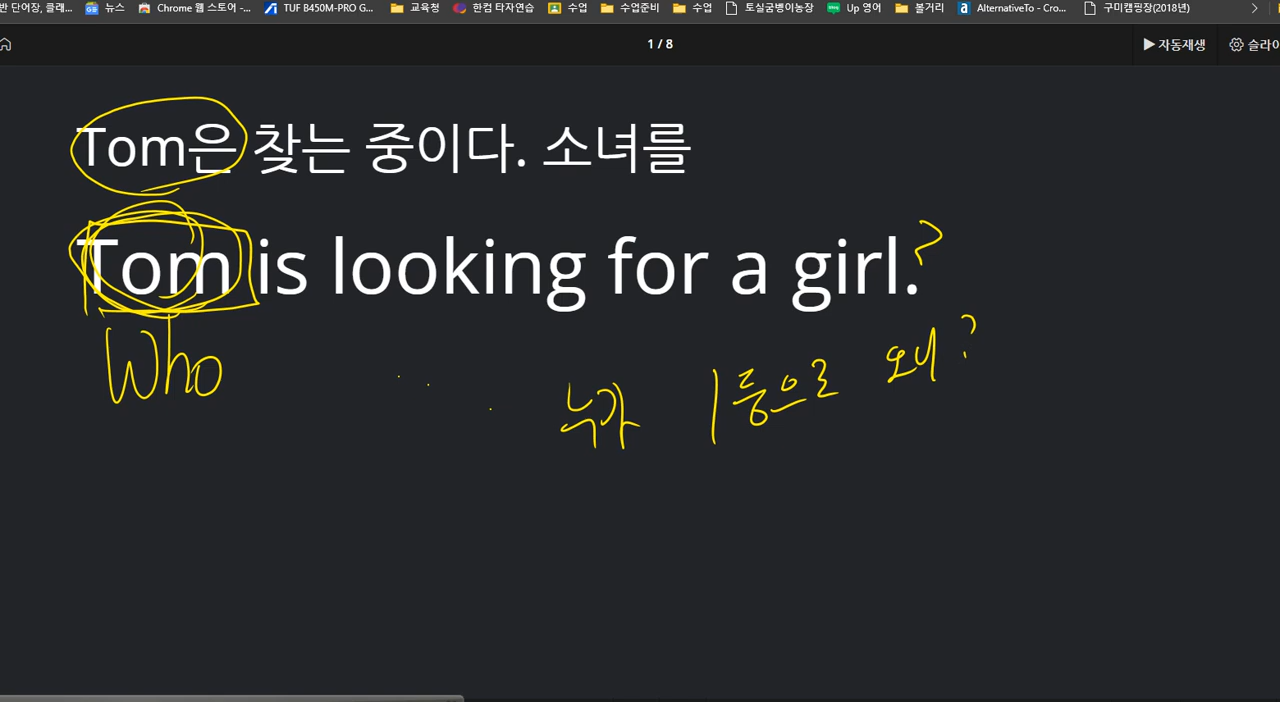 반 단어장, 클래... 뉴스 Chrome 웹 스토어 -... TUF B450M-PRO G... 교육청 한컴 타자연습 수업 수업준비 수업 토실굼벵이농장 Up 영어 볼거리 AlternativeTo - Cro... 구미캠핑장(2018년)
1 / 8 자동재생 슬라이
Tom은 찾는 중이다. 소녀를
Tom is looking for a girl. ?
Who
누가 1등으로 왜?